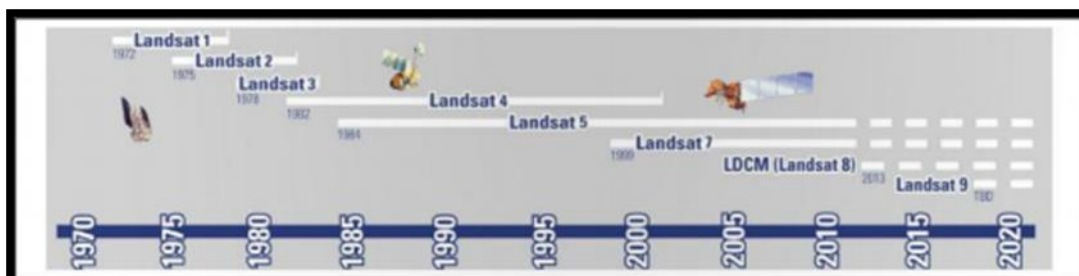 Landsat 1
1972
Landsat 2
1975
Landsat 3
1978
Landsat 4
1982
Landsat 5
1984
Landsat 7
1999
LDCM (Landsat 8)
2013
Landsat 9
TBD
1970 1975 1980 1985 1990 1995 2000 2005 2010 2015 2020